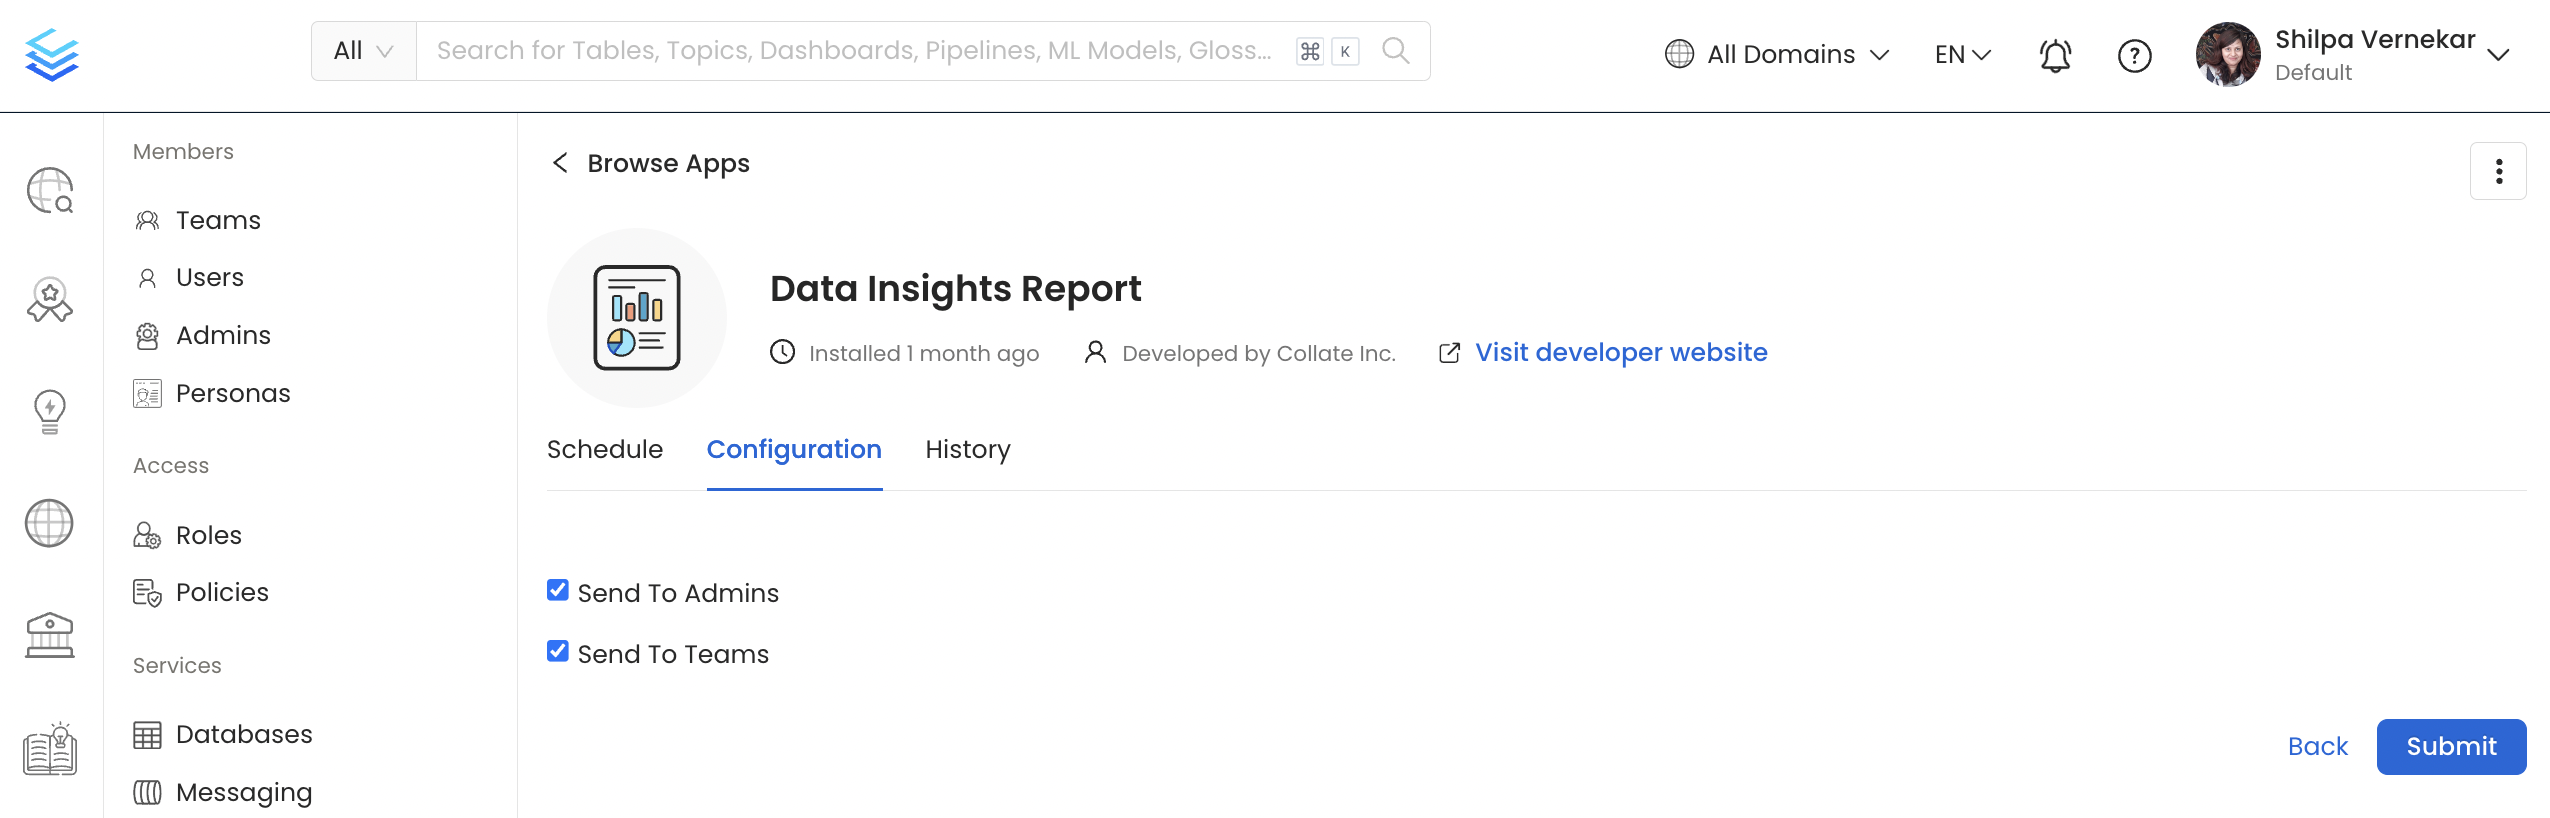 All
Search for Tables, Topics, Dashboards, Pipelines, ML Models, Gloss...
⌘ K
All Domains
EN
?
Shilpa Vernekar
Default
Members
Teams
Users
Admins
Personas
Access
Roles
Policies
Services
Databases
Messaging
Browse Apps
Data Insights Report
Installed 1 month ago
Developed by Collate Inc.
Visit developer website
Schedule
Configuration
History
Send To Admins
Send To Teams
Back
Submit